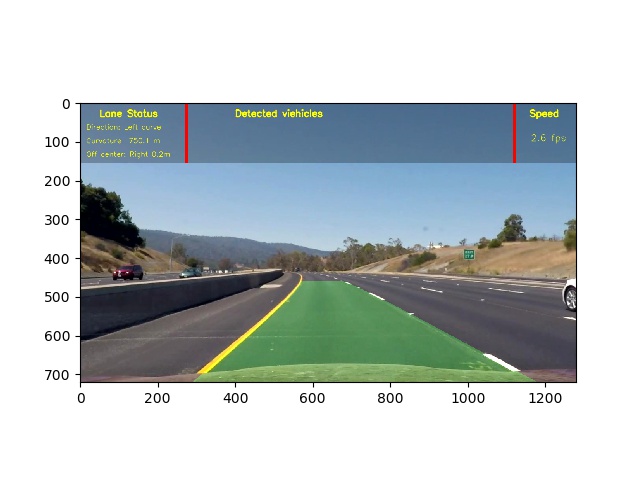 Lane Status
Detected viehicles
Speed
Direction: Left curve
Curvature: 750.1 m
Off center: Right 0.2m
2.6 fps
0
100
200
300
400
500
600
700
0
200
400
600
800
1000
1200